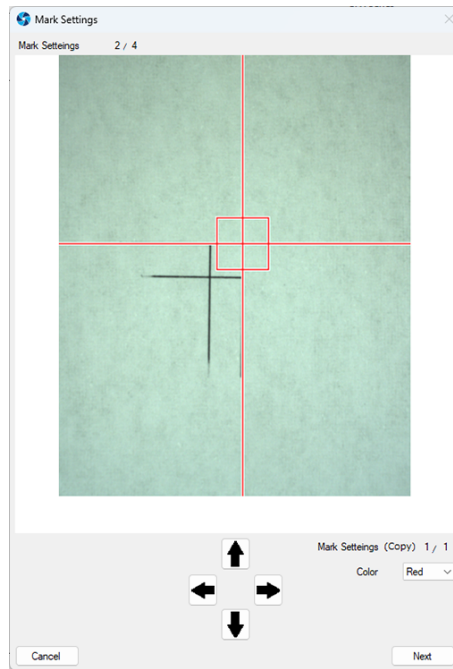 Mark Settings
Mark Setteings 2 / 4
Mark Setteings (Copy) 1 / 1
Color Red
Cancel Next